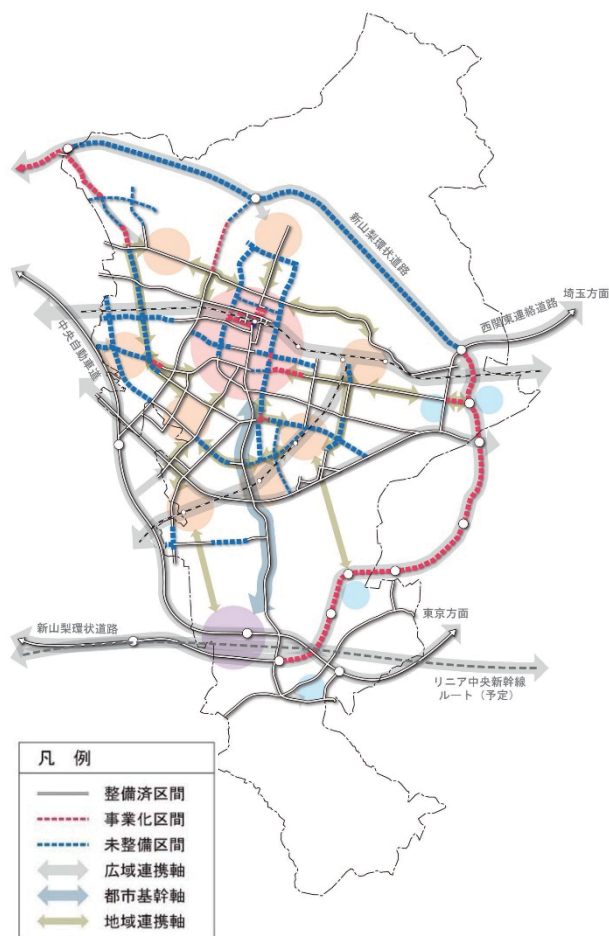 新山梨環状道路
西関東連絡道路
埼玉方面
中央自動車道
東京方面
新山梨環状道路
リニア中央新幹線
ルート（予定）
凡 例
整備済区間
事業化区間
未整備区間
広域連携軸
都市基幹軸
地域連携軸